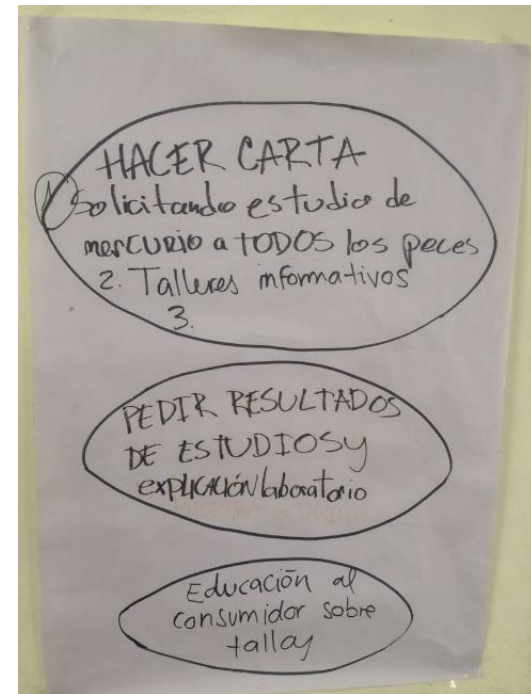 HACER CARTA
1 Solicitando estudio de
merCURIO a TODOS los peces
2. Talleres informativos
3.
PEDIR RESULTADOS
DE ESTUDIOS y
explicación laboratorio
Educación al
consumidor sobre
tallas